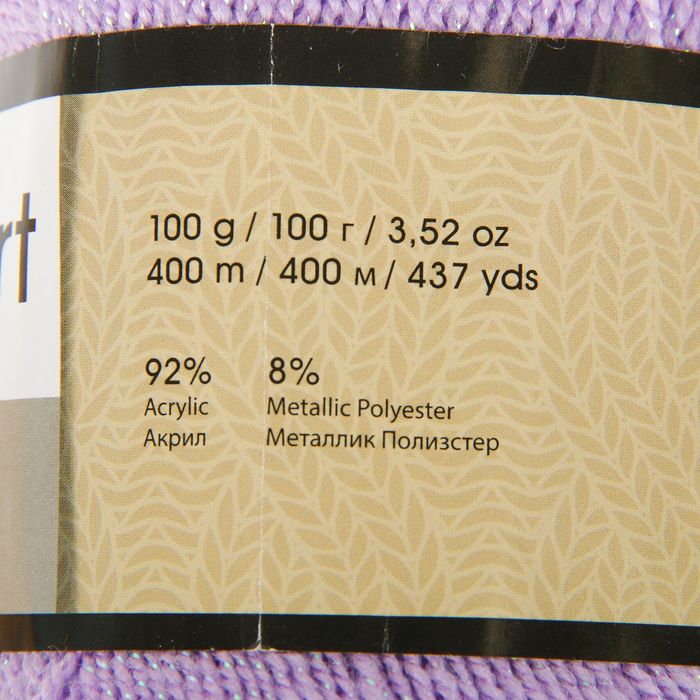 rt
100 g / 100 г / 3,52 oz
400 m / 400 м / 437 yds
92% 8%
Acrylic Metallic Polyester
Акрил Металлик Полизстер